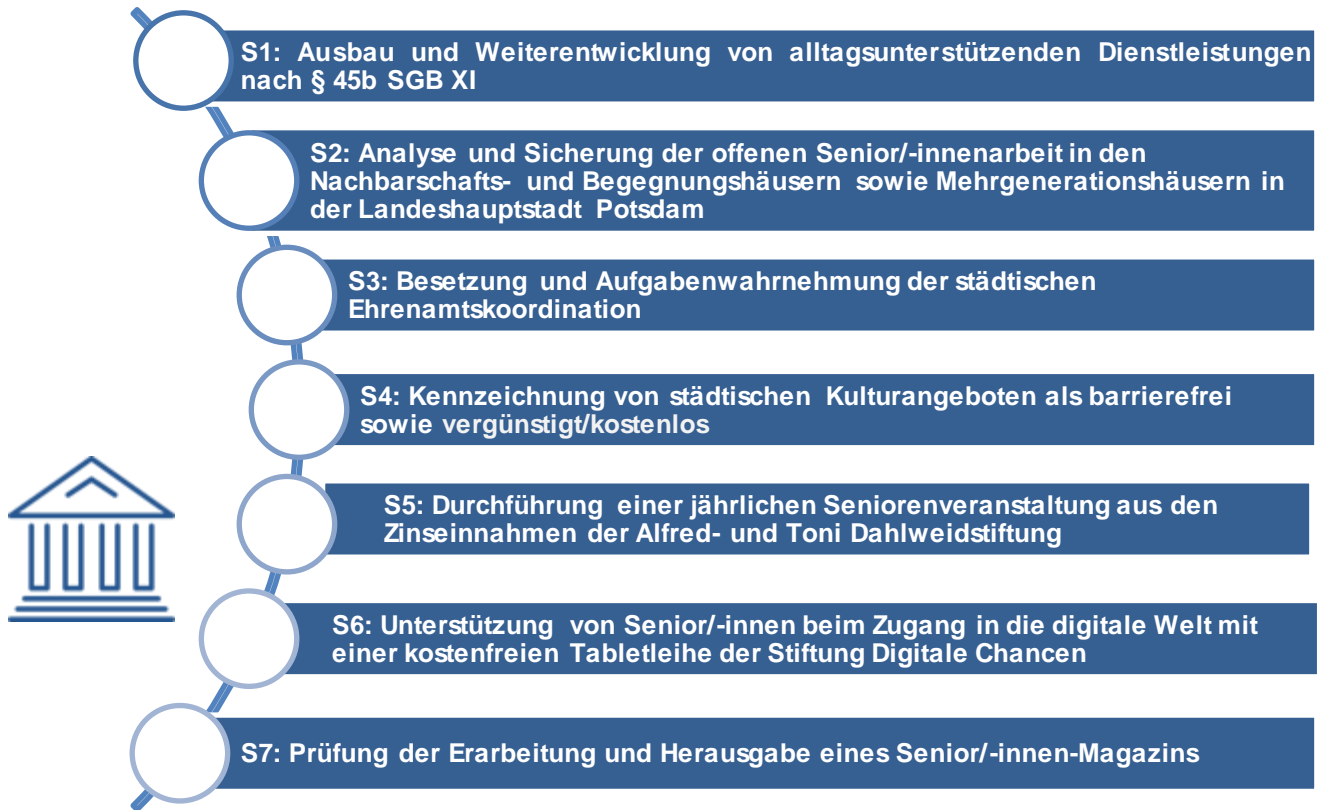 S1: Ausbau und Weiterentwicklung von alltagsunterstützenden Dienstleistungen
nach § 45b SGB XI
S2: Analyse und Sicherung der offenen Senior/-innenarbeit in den
Nachbarschafts- und Begegnungshäusern sowie Mehrgenerationshäusern in
der Landeshauptstadt Potsdam
S3: Besetzung und Aufgabenwahrnehmung der städtischen
Ehrenamtskoordination
S4: Kennzeichnung von städtischen Kulturangeboten als barrierefrei
sowie vergünstigt/kostenlos
S5: Durchführung einer jährlichen Seniorenveranstaltung aus den
Zinseinnahmen der Alfred- und Toni Dahlweidstiftung
S6: Unterstützung von Senior/-innen beim Zugang in die digitale Welt mit
einer kostenfreien Tabletleihe der Stiftung Digitale Chancen
S7: Prüfung der Erarbeitung und Herausgabe eines Senior/-innen-Magazins